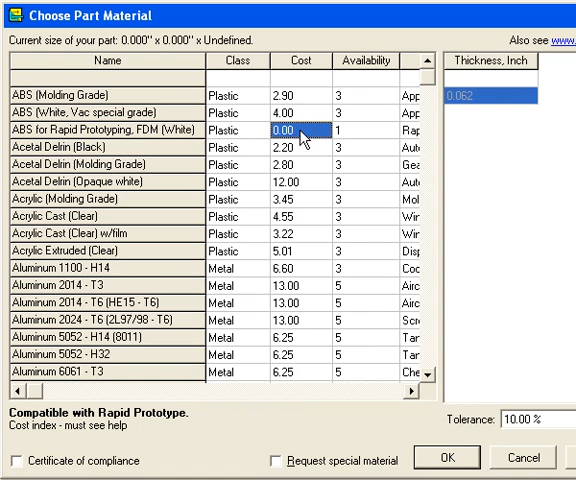 Choose Part Material
Current size of your part: 0.000" x 0.000" x Undefined.
Also see www.
Name Class Cost Availability
Thickness, Inch
ABS (Molding Grade) Plastic 2.90 3 App
0.062
ABS (White, Vac special grade) Plastic 4.00 3 App
ABS for Rapid Prototyping, FDM (White) Plastic 0.00 1 Rap
Acetal Delrin (Black) Plastic 2.20 3 Aut
Acetal Delrin (Molding Grade) Plastic 2.80 3 Gea
Acetal Delrin (Opaque white) Plastic 12.00 3 Aut
Acrylic (Molding Grade) Plastic 3.45 3 Mol
Acrylic Cast (Clear) Plastic 4.55 3 Wir
Acrylic Cast (Clear) w/film Plastic 3.22 3 Wir
Acrylic Extruded (Clear) Plastic 5.01 3 Disp
Aluminum 1100 - H14 Metal 6.60 3 Coc
Aluminum 2014 - T3 Metal 13.00 5 Airc
Aluminum 2014 - T6 (HE15 - T6) Metal 13.00 5 Airc
Aluminum 2024 - T6 (2L97/98 - T6) Metal 13.00 5 Scre
Aluminum 5052 - H14 (8011) Metal 6.25 5 Tar
Aluminum 5052 - H32 Metal 6.25 5 Tar
Aluminum 6061 - T3 Metal 6.25 5 Che
Compatible with Rapid Prototype.
Cost index - must see help
Tolerance: 10.00 %
Certificate of compliance
Request special material
OK
Cancel